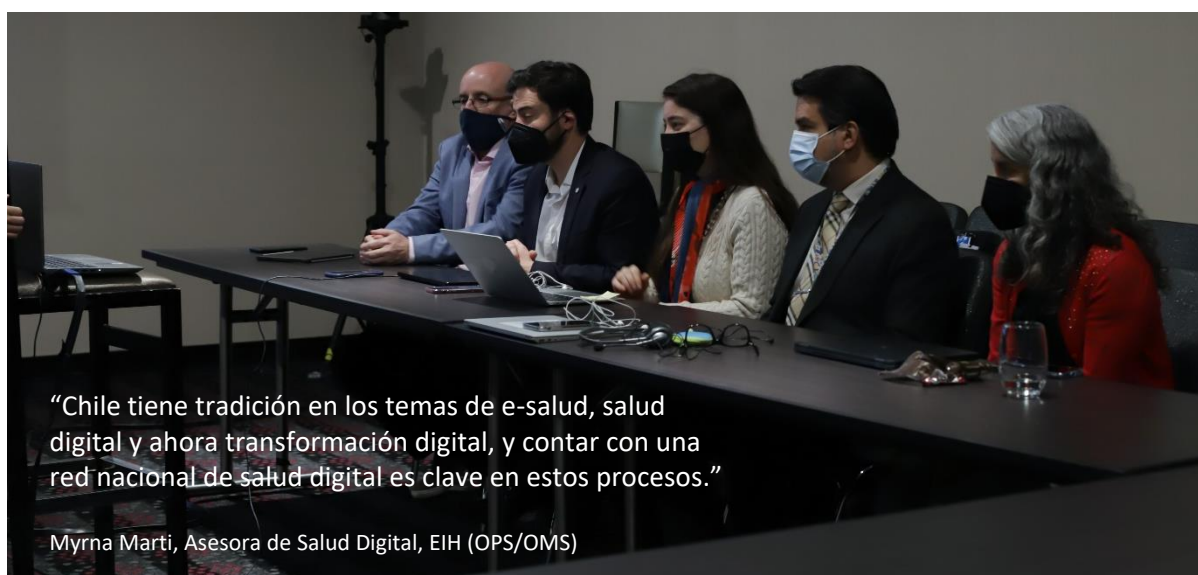 “Chile tiene tradición en los temas de e-salud, salud
digital y ahora transformación digital, y contar con una
red nacional de salud digital es clave en estos procesos.”
Myrna Marti, Asesora de Salud Digital, EIH (OPS/OMS)